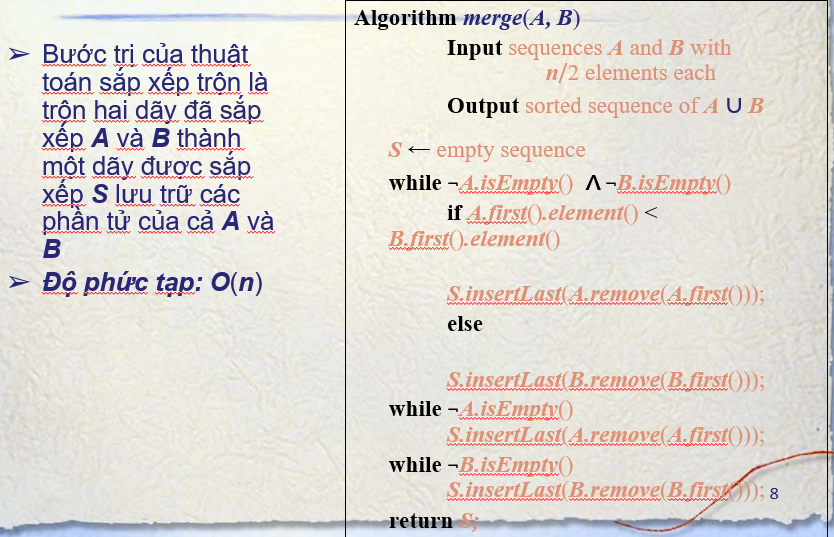 ➢ Bước trị của thuật
toán sắp xếp trộn là
trộn hai dãy đã sắp
xếp A và B thành
một dãy được sắp
xếp S lưu trữ các
phần tử của cả A và
B
➢ Độ phức tạp: O(n)
Algorithm merge(A, B)
Input sequences A and B with
n/2 elements each
Output sorted sequence of A ∪ B
S ← empty sequence
while ¬A.isEmpty() ∧ ¬B.isEmpty()
if A.first().element() <
B.first().element()
S.insertLast(A.remove(A.first()));
else
S.insertLast(B.remove(B.first()));
while ¬A.isEmpty()
S.insertLast(A.remove(A.first()));
while ¬B.isEmpty()
S.insertLast(B.remove(B.first()));
return S;
8